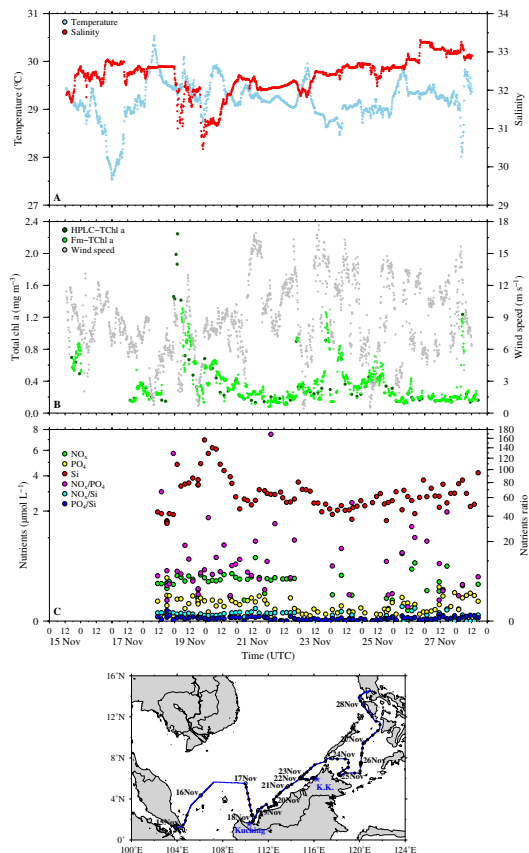 31
30
29
28
27
Temperature (°C)
Temperature
Salinity
A
34
33
32
31
30
29
Salinity
2.4
2.0
1.6
1.2
0.8
0.4
0.0
Total chl a (mg m⁻³)
HPLC−TChl a
Fm−TChl a
Wind speed
B
18
15
12
9
6
3
0
Wind speed (m s⁻¹)
8
6
4
2
0
Nutrients (μmol L⁻¹)
NOₓ
PO₄
Si
NOₓ/PO₄
NOₓ/Si
PO₄/Si
C
180
160
140
120
100
80
60
40
20
0
Nutrients ratio
0 12 0 12 0 12 0 12 0 12 0 12 0 12 0 12 0 12 0 12 0 12 0 12 0 12 0 12 0
15 Nov 17 Nov 19 Nov 21 Nov 23 Nov 25 Nov 27 Nov
Time (UTC)
16°N
12°N
8°N
4°N
0°N
28Nov
27Nov
26Nov
24Nov
25Nov
23Nov
22Nov
K.K.
21Nov
20Nov
17Nov
16Nov
18Nov
Kuching
100°E 104°E 108°E 112°E 116°E 120°E 124°E